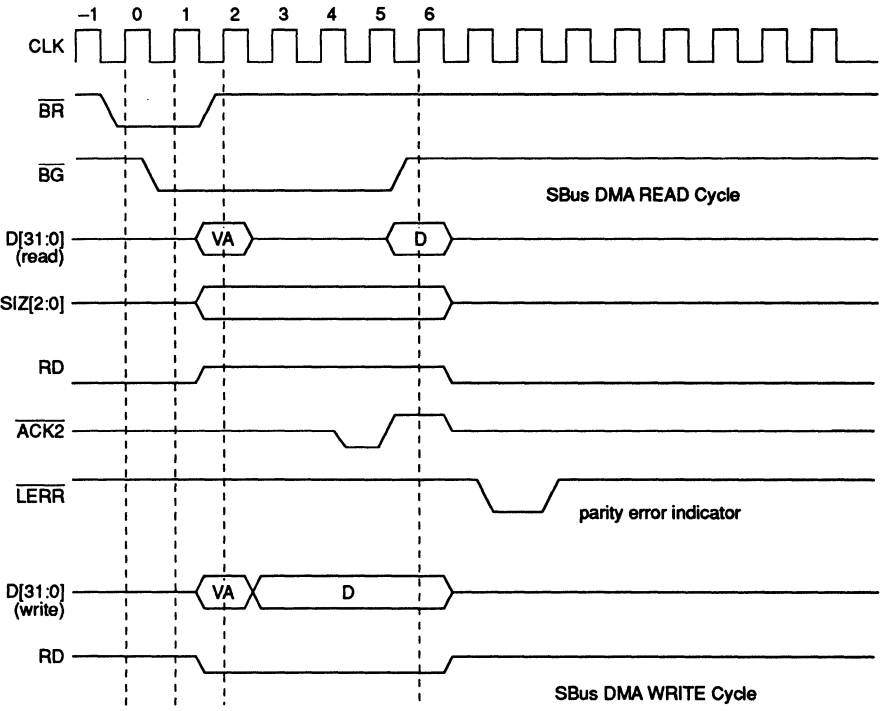 −1 0 1 2 3 4 5 6
CLK
BR
BG
SBus DMA READ Cycle
D[31:0]
(read)
VA
D
SIZ[2:0]
RD
ACK2
LERR
parity error indicator
D[31:0]
(write)
VA
D
RD
SBus DMA WRITE Cycle